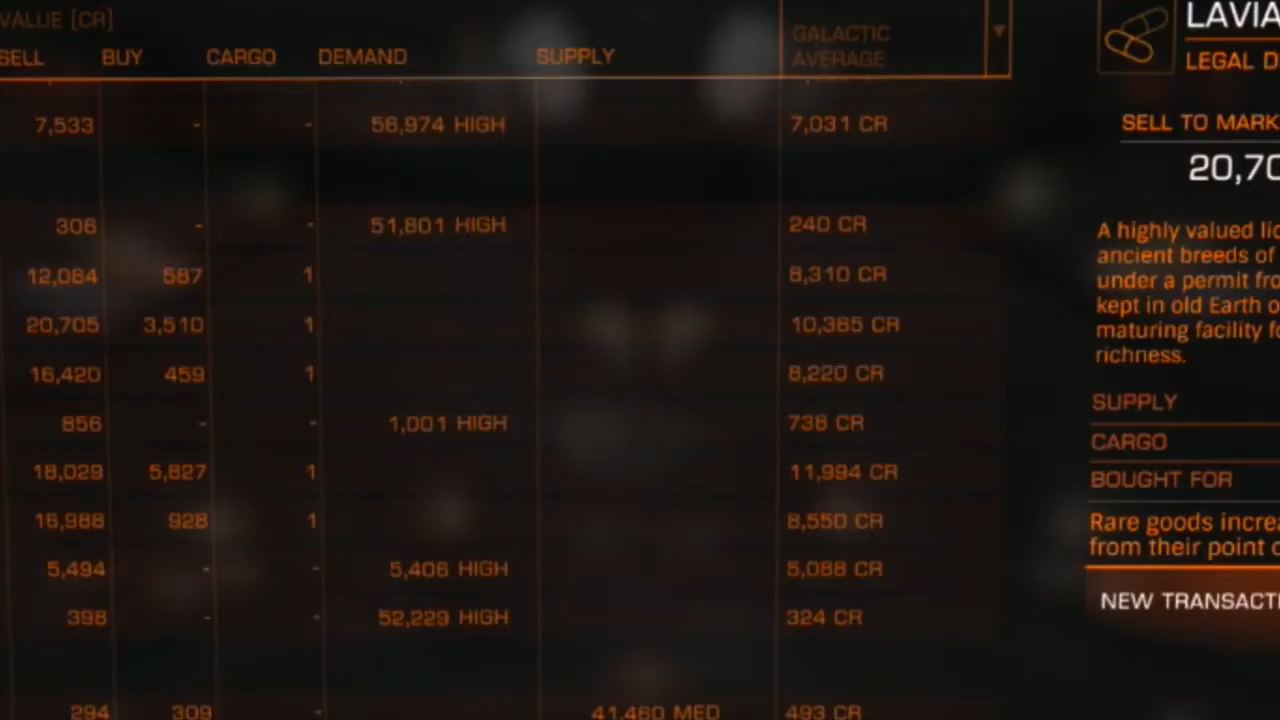 VALUE [CR]
SELL BUY CARGO DEMAND SUPPLY GALACTIC AVERAGE
7,533 - - 56,974 HIGH 7,031 CR
306 - - 51,801 HIGH 240 CR
12,084 587 1 8,310 CR
20,705 3,510 1 10,365 CR
16,420 459 1 8,220 CR
856 - - 1,001 HIGH 738 CR
18,029 5,827 1 11,994 CR
16,988 928 1 8,550 CR
5,494 - - 5,406 HIGH 5,088 CR
398 - - 52,229 HIGH 324 CR
294 309 - 41,460 MED 493 CR
LAVIA
LEGAL D
SELL TO MARK
20,70
A highly valued
ancient breeds of
under a permit fro
kept in old Earth o
maturing facility fo
richness.
SUPPLY
CARGO
BOUGHT FOR
Rare goods increa
from their point o
NEW TRANSACTI